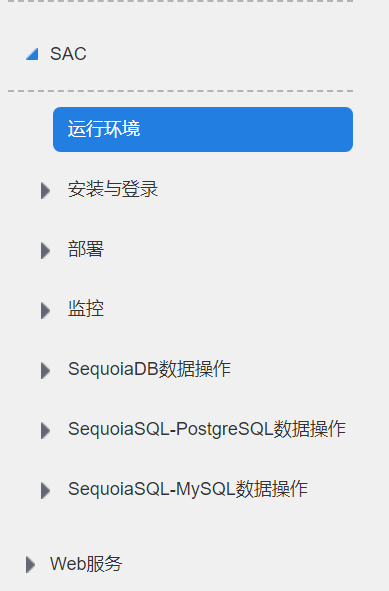 SAC
运行环境
安装与登录
部署
监控
SequoiaDB数据操作
SequoiaSQL-PostgreSQL数据操作
SequoiaSQL-MySQL数据操作
Web服务